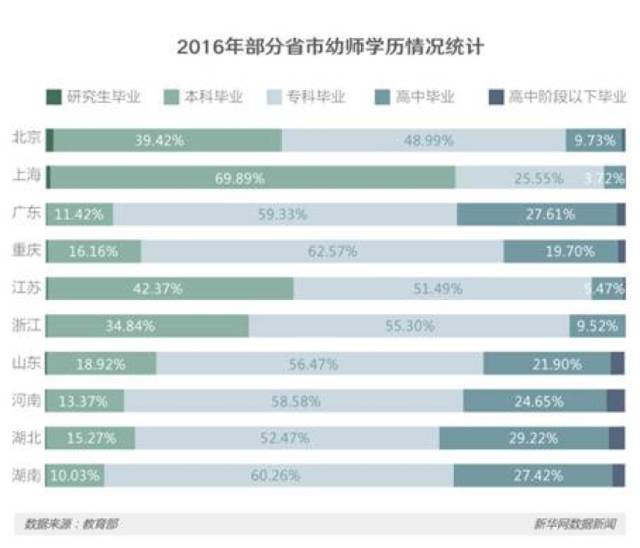 2016年部分省市幼师学历情况统计
研究生毕业 本科毕业 专科毕业 高中毕业 高中阶段以下毕业
北京 39.42% 48.99% 9.73%
上海 69.89% 25.55% 3.72%
广东 11.42% 59.33% 27.61%
重庆 16.16% 62.57% 19.70%
江苏 42.37% 51.49% 5.47%
浙江 34.84% 55.30% 9.52%
山东 18.92% 56.47% 21.90%
河南 13.37% 58.58% 24.65%
湖北 15.27% 52.47% 29.22%
湖南 10.03% 60.26% 27.42%
数据来源：教育部 新华网数据新闻